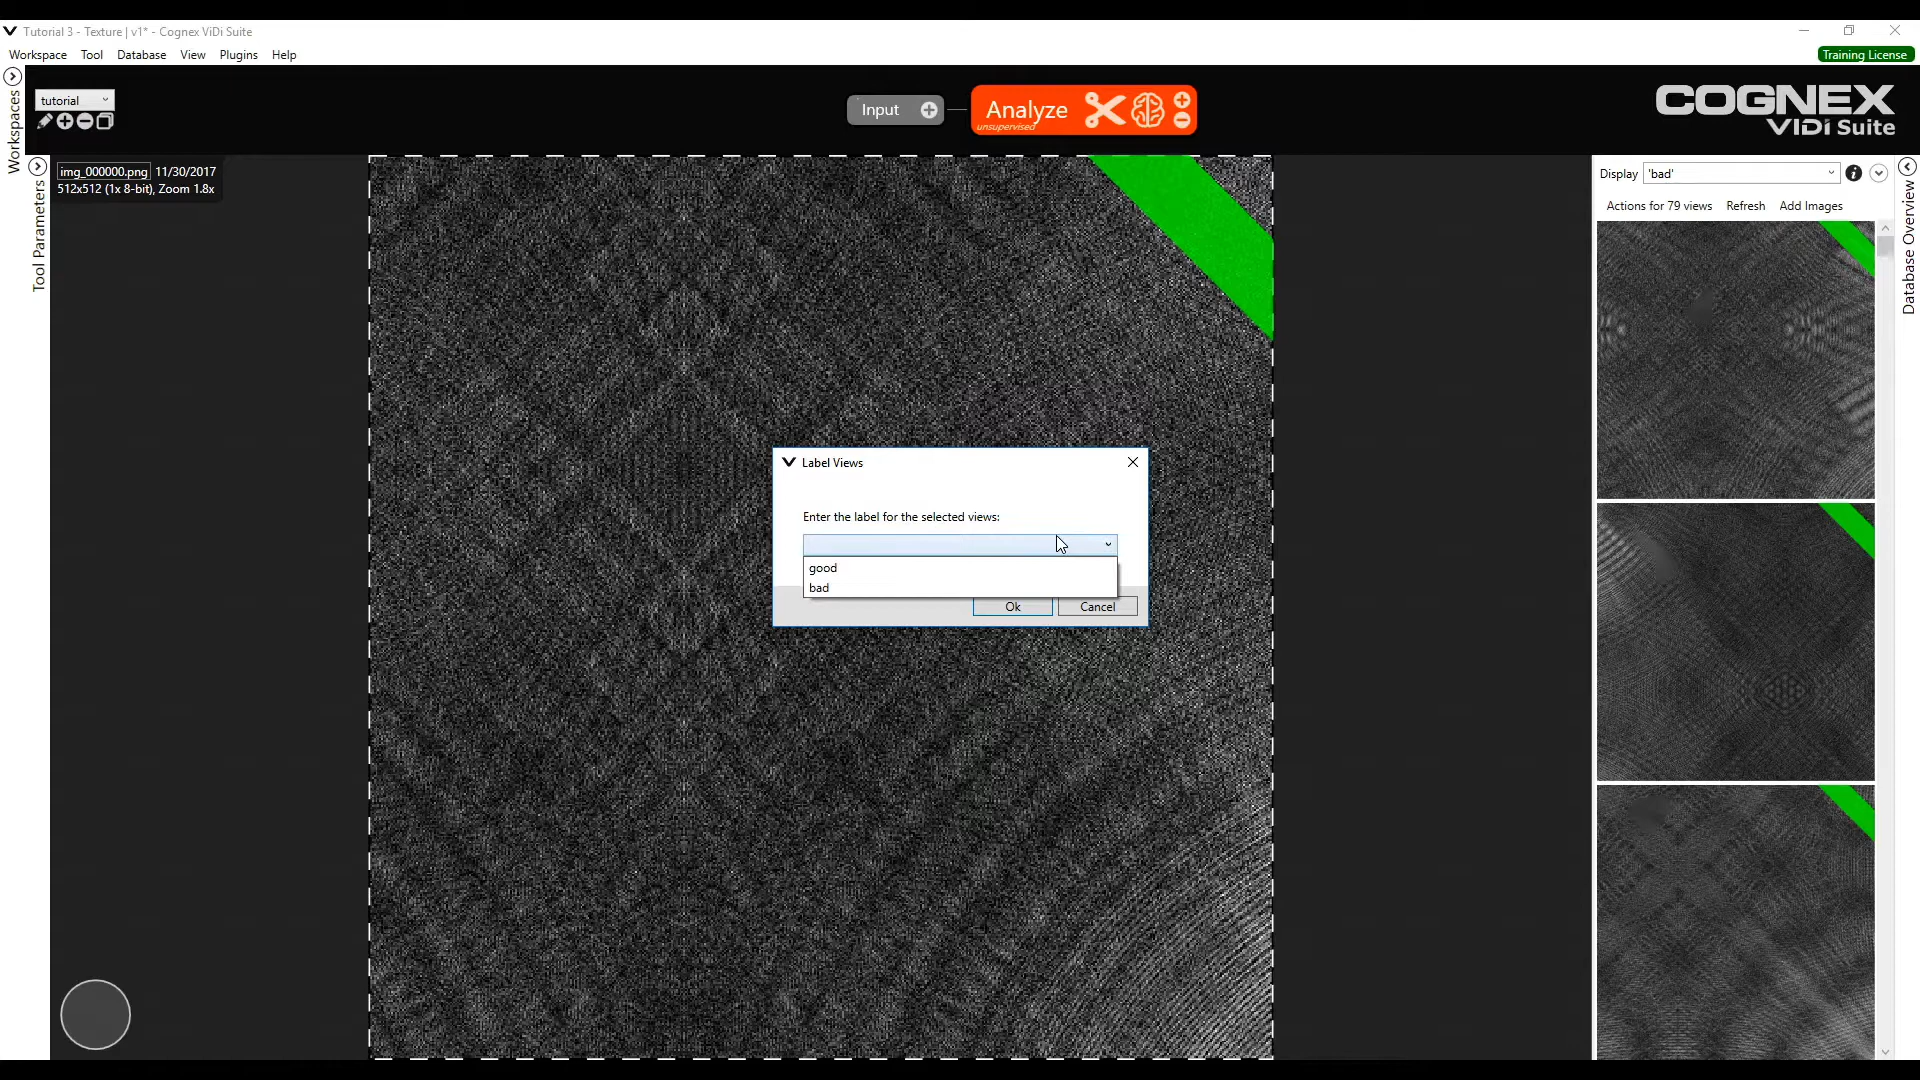 Tutorial 3 - Texture | v1* - Cognex ViDi Suite
Workspace Tool Database View Plugins Help
Training License
Workspaces
tutorial
Input
Analyze
unsupervised
COGNEX
ViDi Suite
Tool Parameters
img_000000.png 11/30/2017
512x512 (1x 8-bit), Zoom 1.8x
Display 'bad'
Actions for 79 views Refresh Add Images
Database Overview
Label Views
Enter the label for the selected views:
good
bad
Ok Cancel